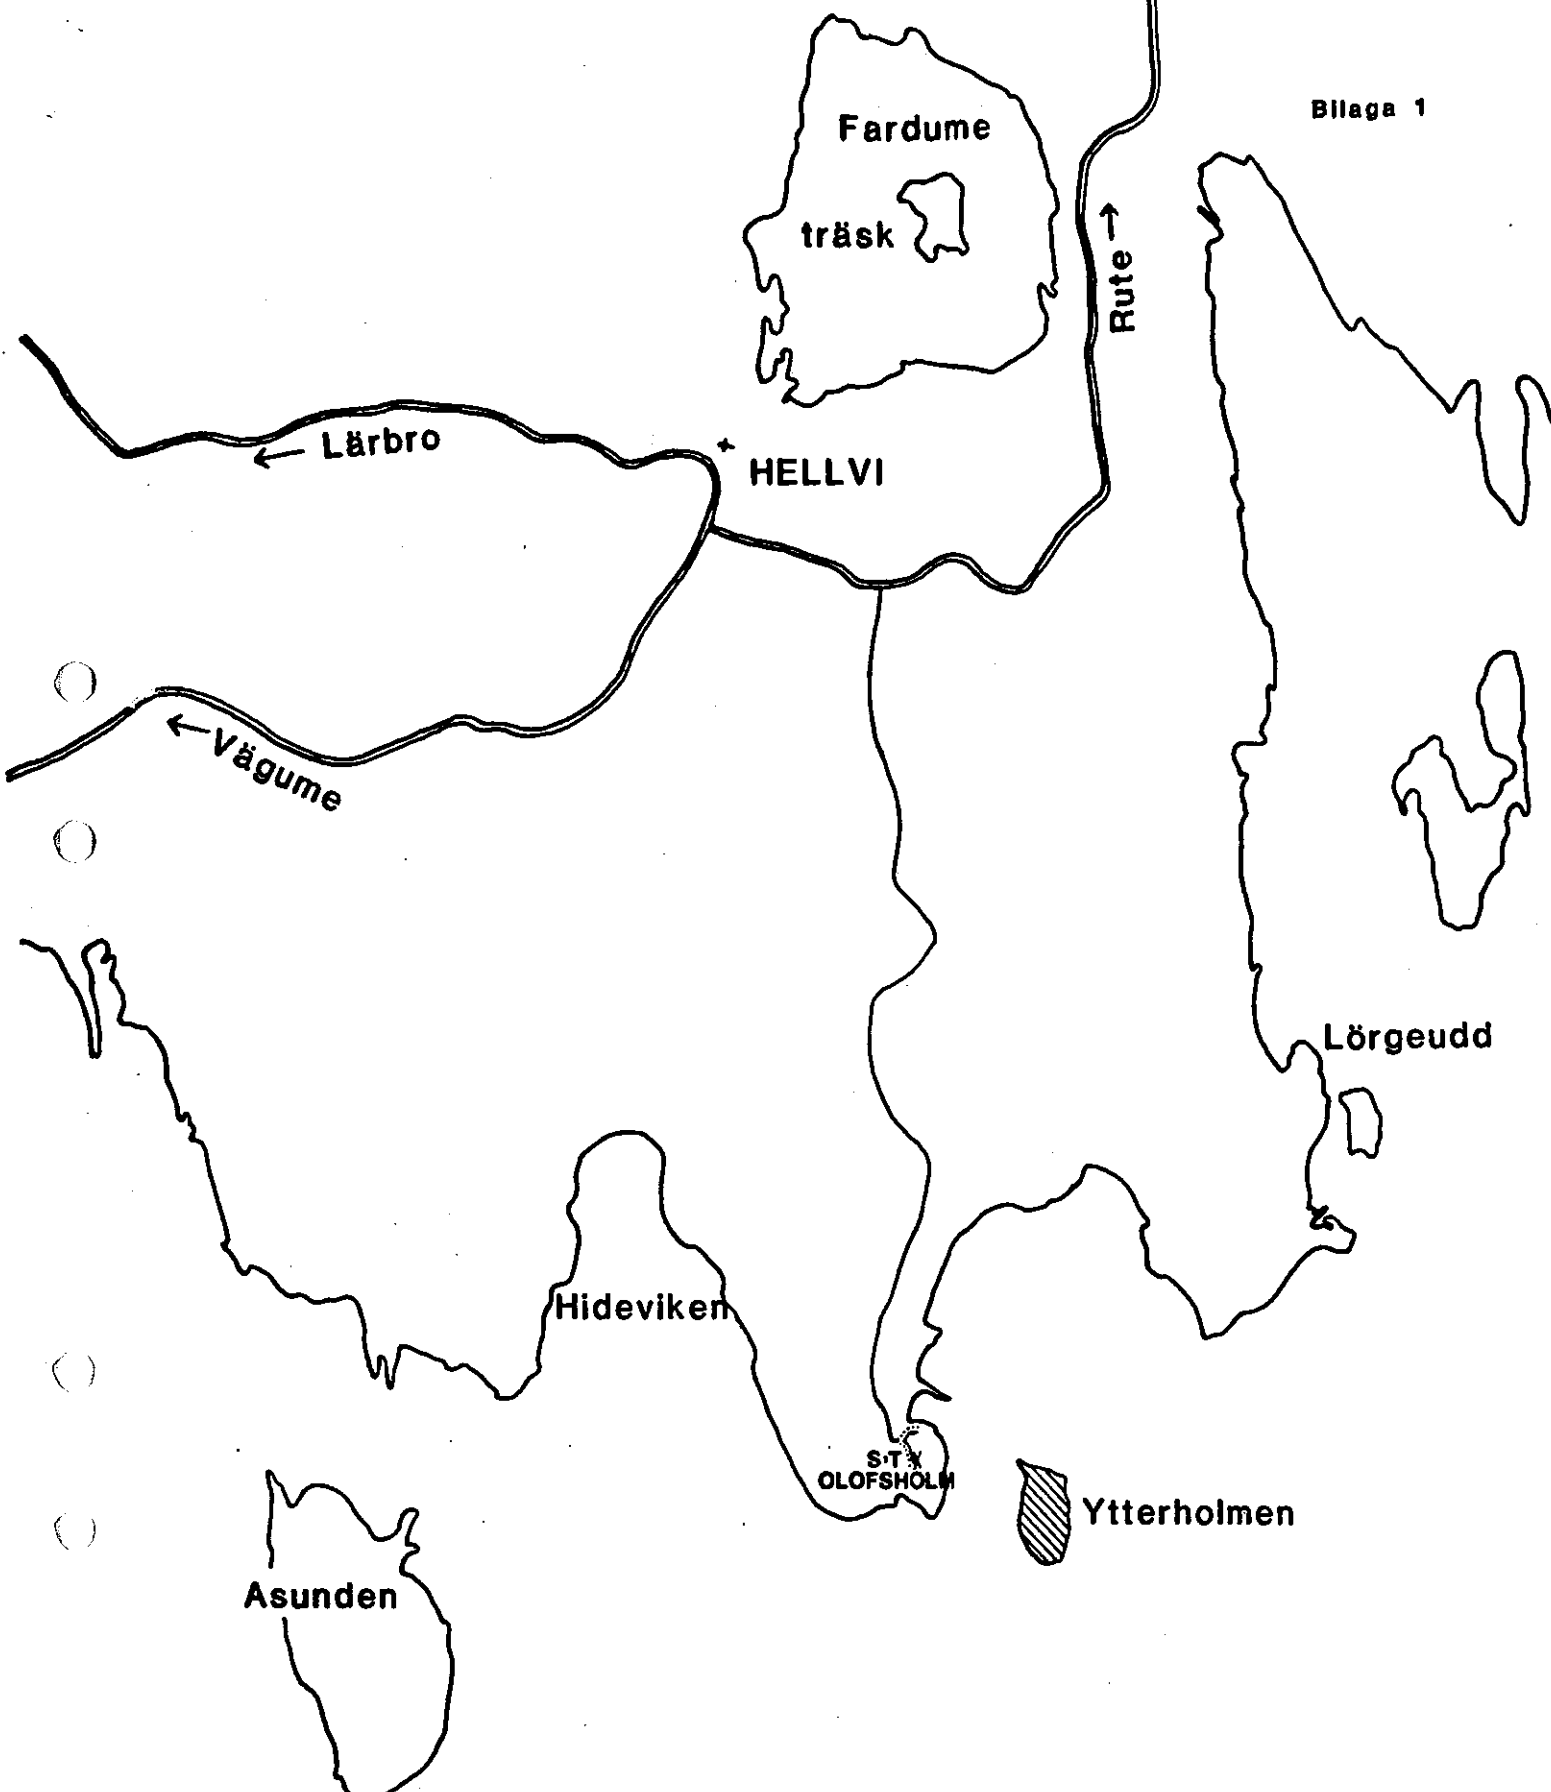 Bilaga 1
Fardume
träsk
Rute
Lärbro
HELLVI
Vägume
Lörgeudd
Hideviken
S:T
OLOFSHOLM
Ytterholmen
Asunden